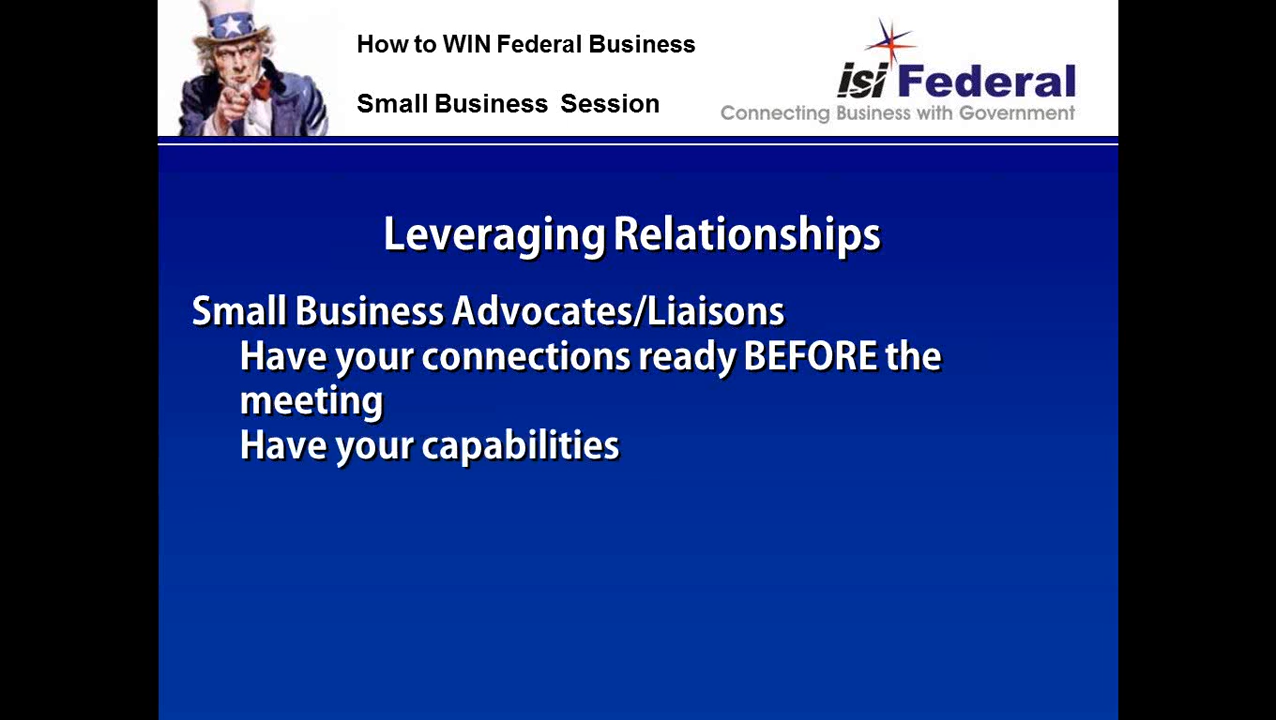 How to WIN Federal Business
Small Business Session
isi Federal
Connecting Business with Government
Leveraging Relationships
Small Business Advocates/Liaisons
Have your connections ready BEFORE the
meeting
Have your capabilities